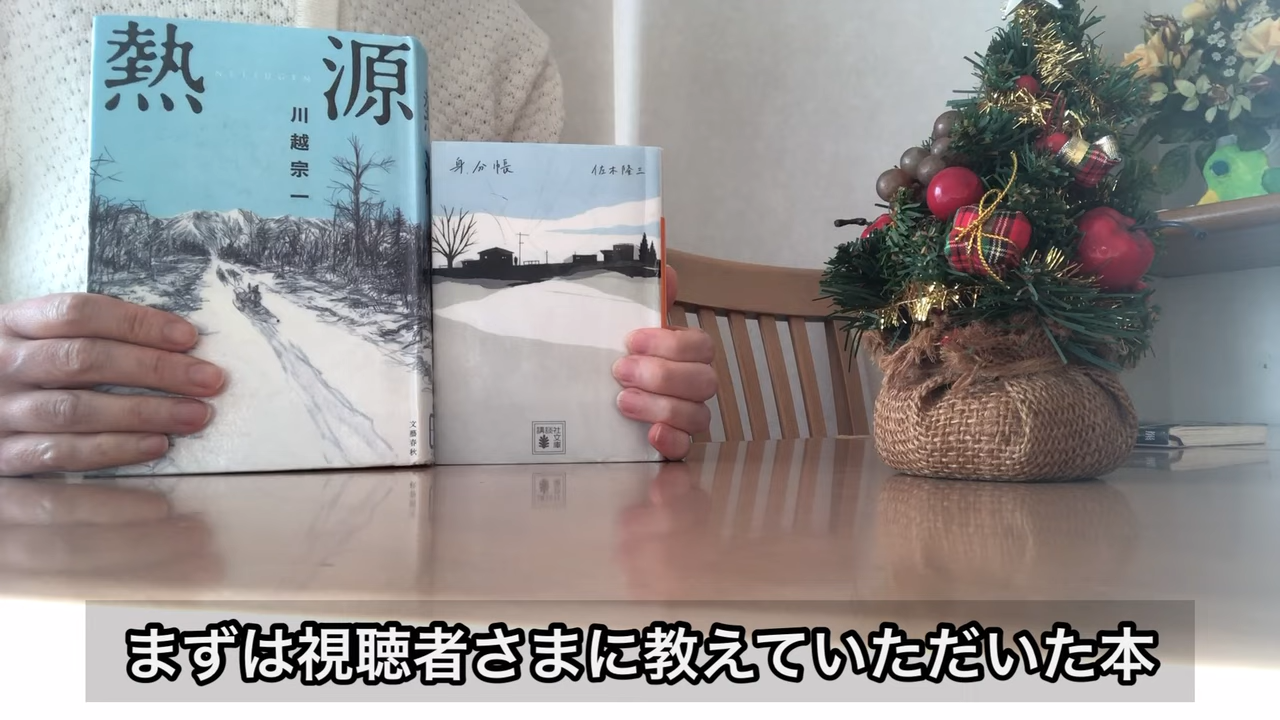 熱源
NETSUGEN
川越宗一
文藝春秋
身分帳
佐木隆三
講談社
文庫
まずは視聴者さまに教えていただいた本